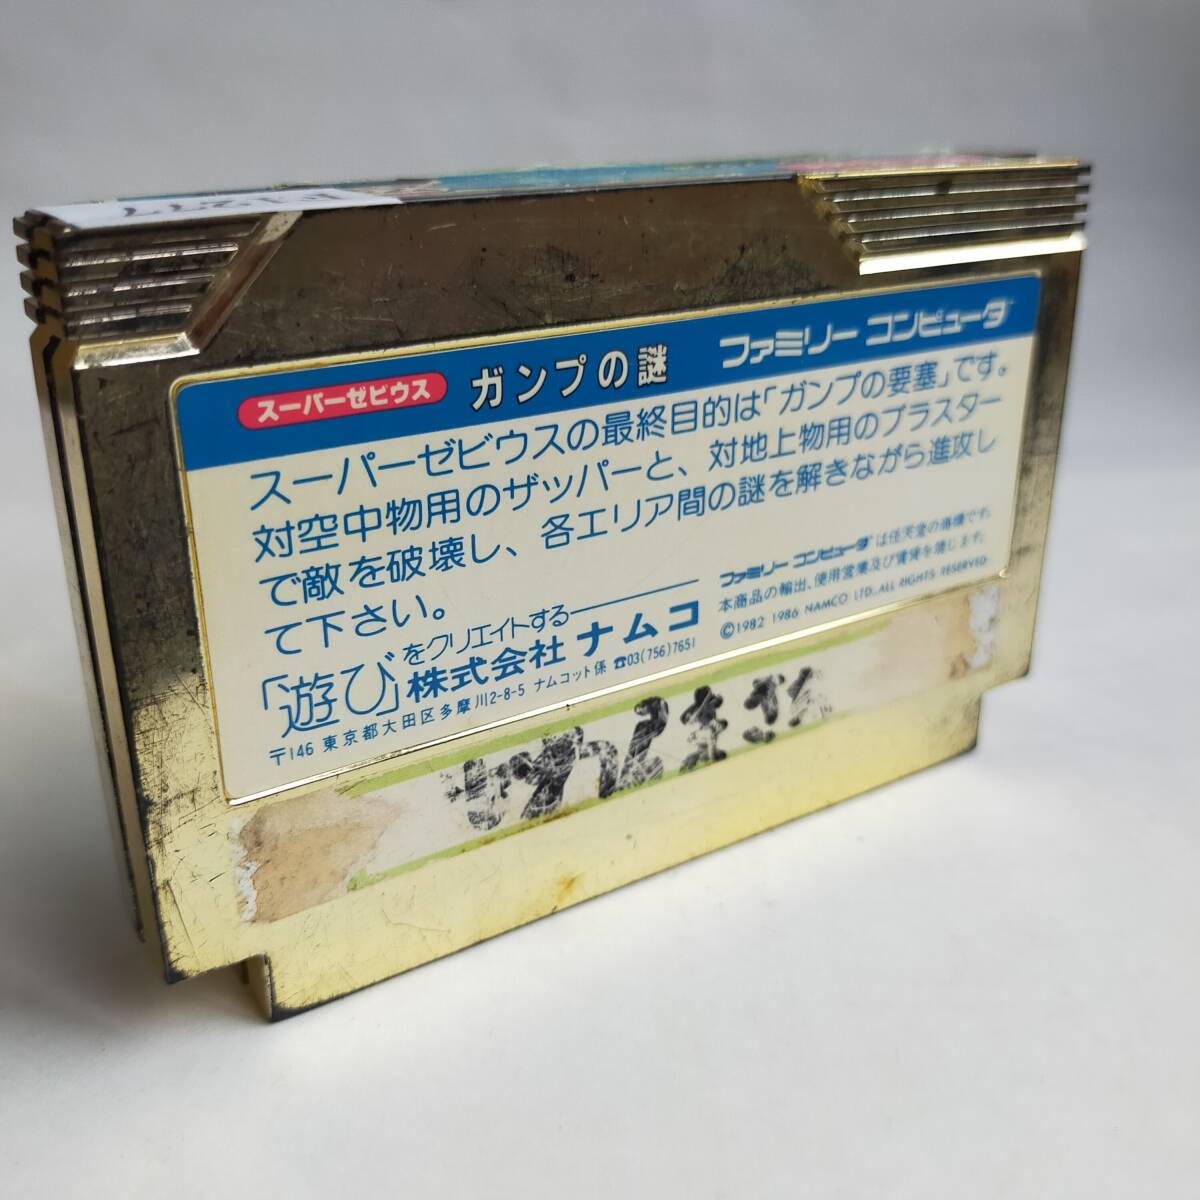 スーパーゼビウス ガンプの謎 ファミリー コンピュータ
スーパーゼビウスの最終目的は「ガンプの要塞」です。
対空中物用のザッパーと、対地上物用のブラスター
で敵を破壊し、各エリア間の謎を解きながら進攻し
て下さい。
ファミリー コンピュータは任天堂の商標です。
本商品の輸出、使用営業及び賃貸を禁じます。
©1982 1986 NAMCO LTD.,ALL RIGHTS RESERVED.
「遊び」をクリエイトする
株式会社 ナムコ
〒146 東京都大田区多摩川2-8-5 ナムコット係 ☎03(756)7651